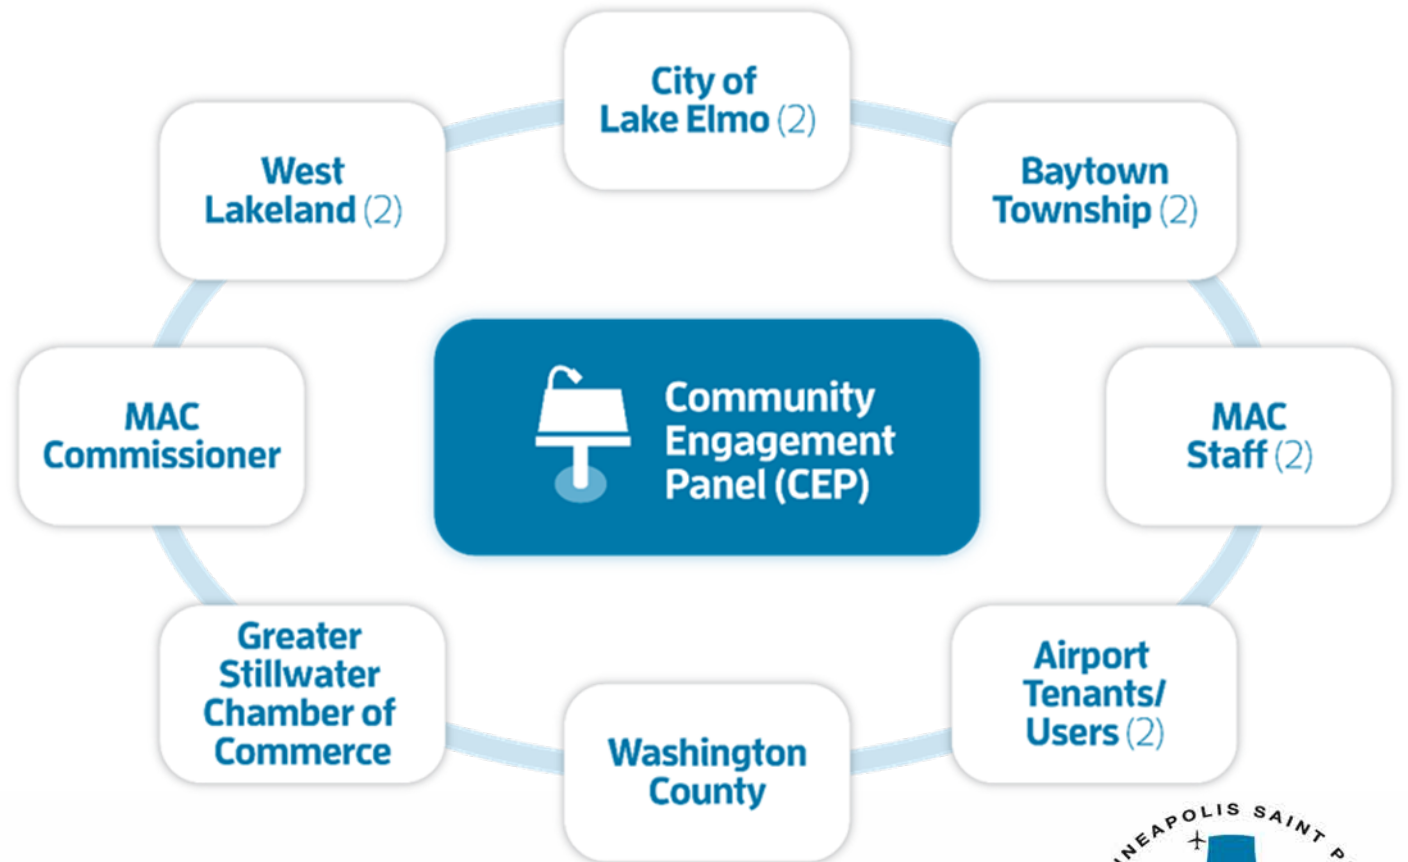 City of
Lake Elmo (2)
West
Lakeland (2)
Baytown
Township (2)
MAC
Commissioner
Community
Engagement
Panel (CEP)
MAC
Staff (2)
Greater
Stillwater
Chamber of
Commerce
Airport
Tenants/
Users (2)
Washington
County
SAINT